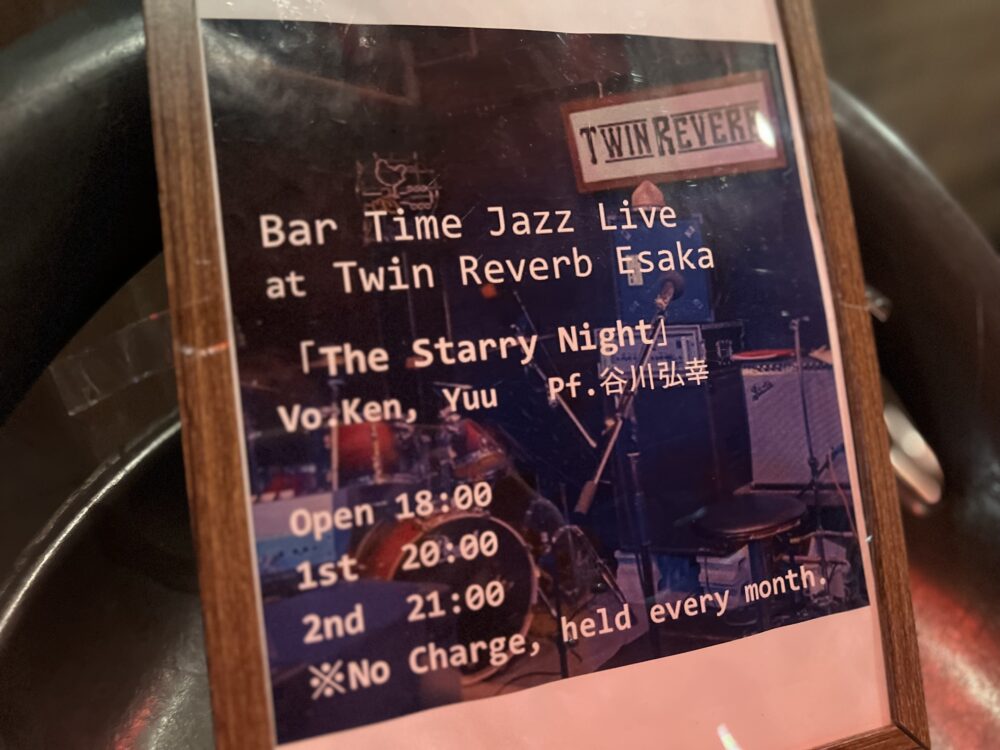 TWIN REVERB
Bar Time Jazz Live
at Twin Reverb Esaka
「The Starry Night」
Vo.Ken, Yuu Pf.谷川弘幸
Open 18:00
1st 20:00
2nd 21:00
※No Charge, held every month.